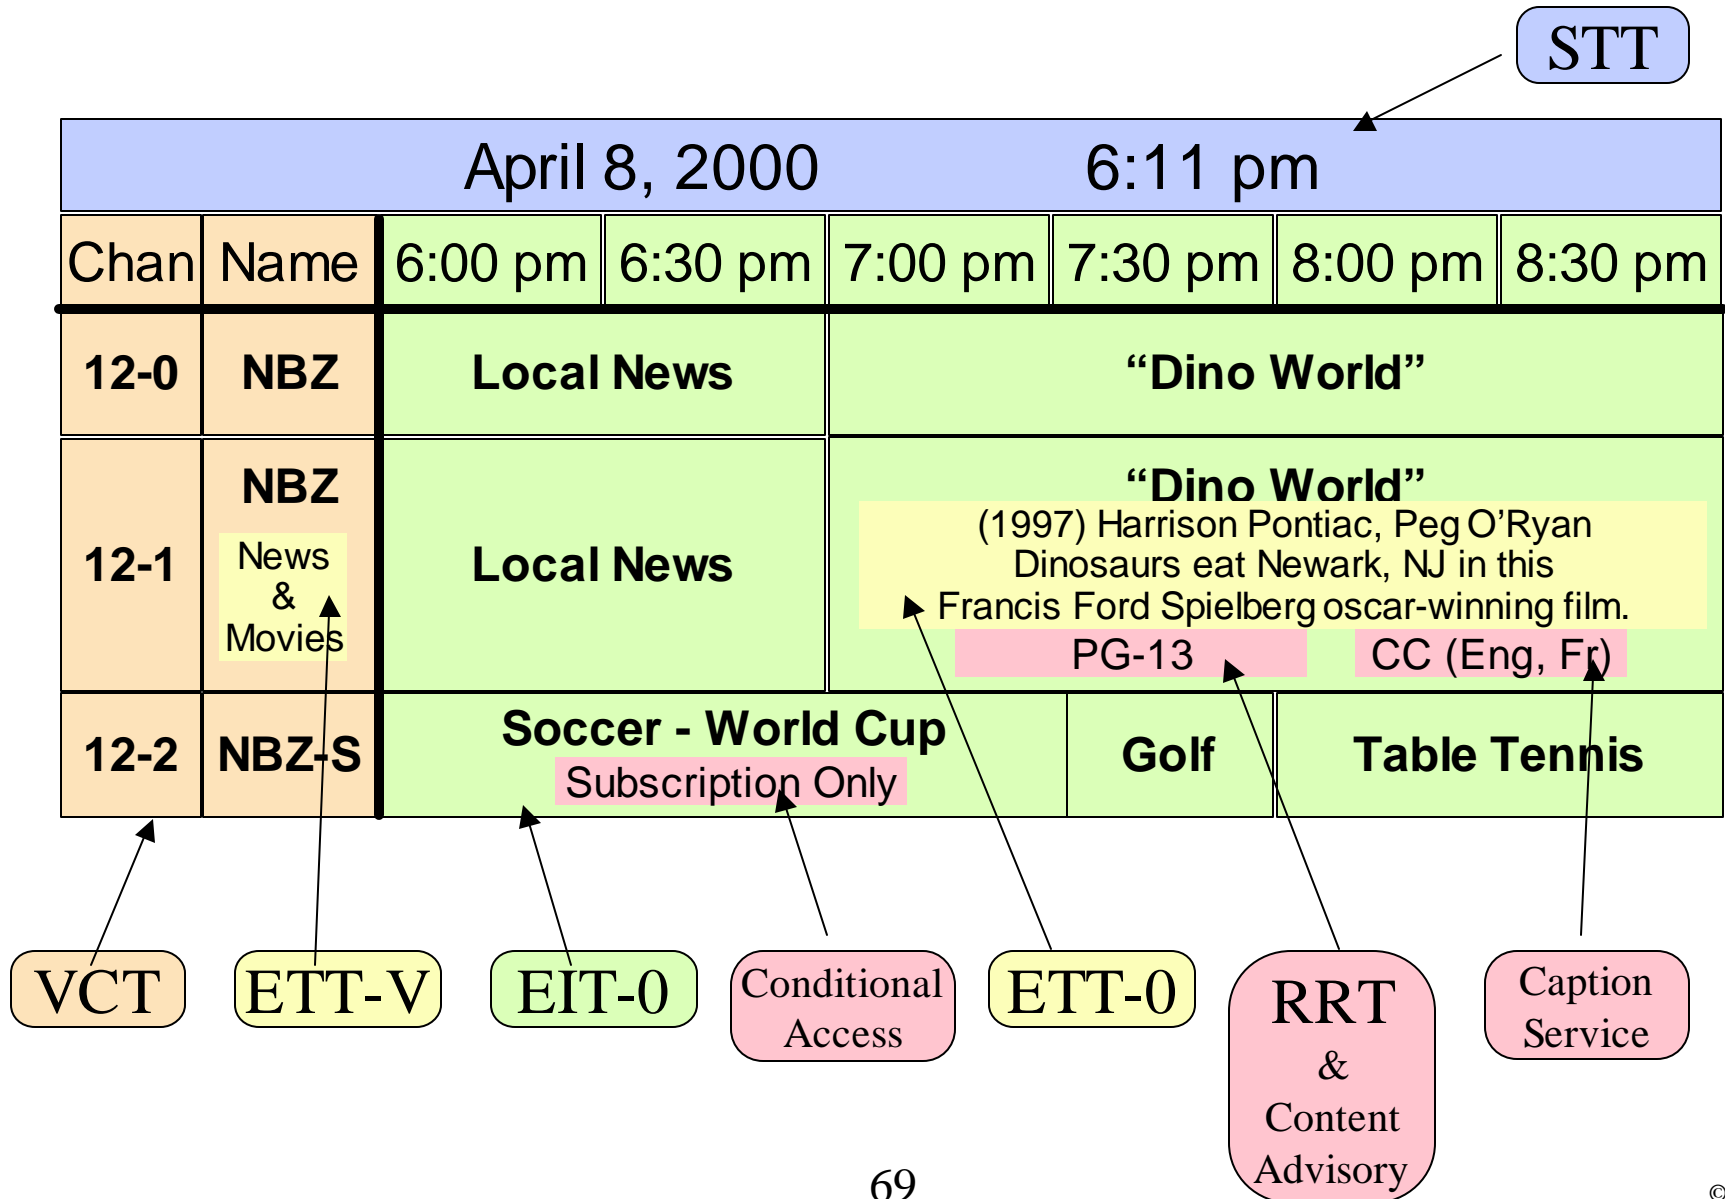 STT
April 8, 2000 6:11 pm
Chan Name 6:00 pm 6:30 pm 7:00 pm 7:30 pm 8:00 pm 8:30 pm
12-0 NBZ Local News “Dino World”
12-1 NBZ News & Movies Local News “Dino World”
(1997) Harrison Pontiac, Peg O’Ryan
Dinosaurs eat Newark, NJ in this
Francis Ford Spielberg oscar-winning film.
PG-13 CC (Eng, Fr)
12-2 NBZ-S Soccer - World Cup Golf Table Tennis
Subscription Only
VCT ETT-V EIT-0 Conditional Access ETT-0 RRT & Content Advisory Caption Service
69
©